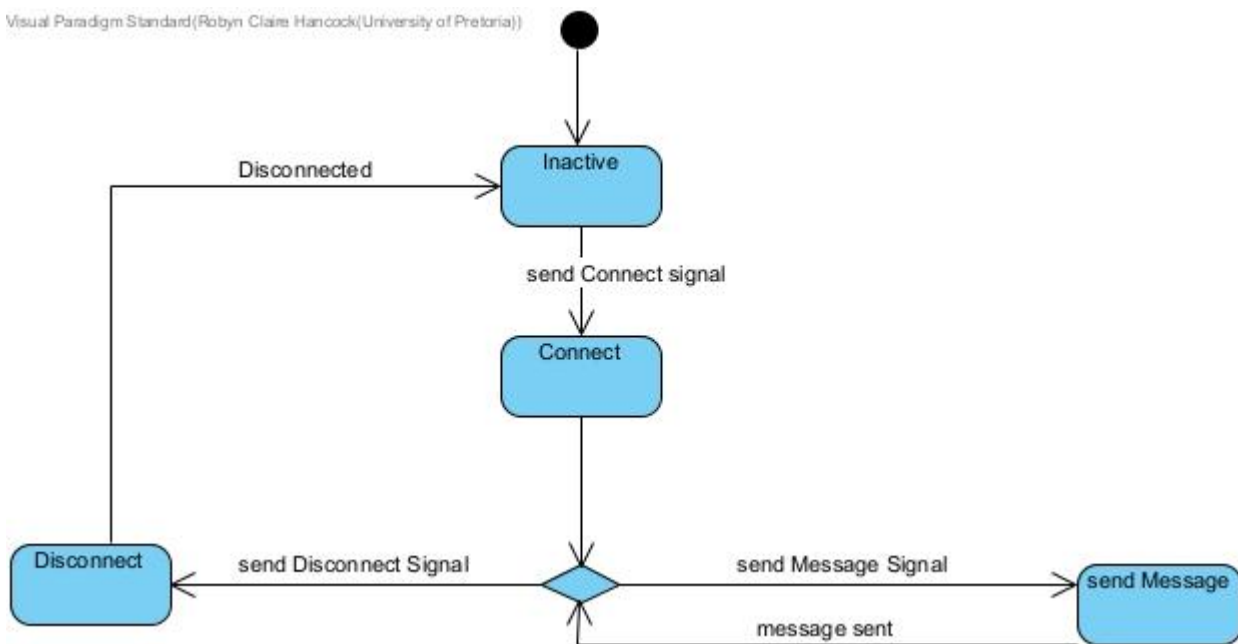 Visual Paradigm Standard(Robyn Claire Hancock(University of Pretoria))
Inactive
Disconnected
send Connect signal
Connect
Disconnect
send Disconnect Signal
send Message Signal
send Message
message sent